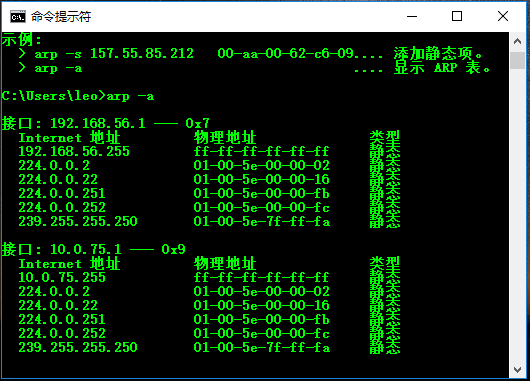 命令提示符
示例:
> arp -s 157.55.85.212   00-aa-00-62-c6-09.... 添加静态项。
> arp -a                                  .... 显示 ARP 表。
C:\Users\leo>arp -a
接口: 192.168.56.1 --- 0x7
Internet 地址         物理地址              类型
192.168.56.255        ff-ff-ff-ff-ff-ff     静态
224.0.0.2             01-00-5e-00-00-02     静态
224.0.0.22            01-00-5e-00-00-16     静态
224.0.0.251           01-00-5e-00-00-fb     静态
224.0.0.252           01-00-5e-00-00-fc     静态
239.255.255.250       01-00-5e-7f-ff-fa     静态
接口: 10.0.75.1 --- 0x9
Internet 地址         物理地址              类型
10.0.75.255           ff-ff-ff-ff-ff-ff     静态
224.0.0.2             01-00-5e-00-00-02     静态
224.0.0.22            01-00-5e-00-00-16     静态
224.0.0.251           01-00-5e-00-00-fb     静态
224.0.0.252           01-00-5e-00-00-fc     静态
239.255.255.250       01-00-5e-7f-ff-fa     静态